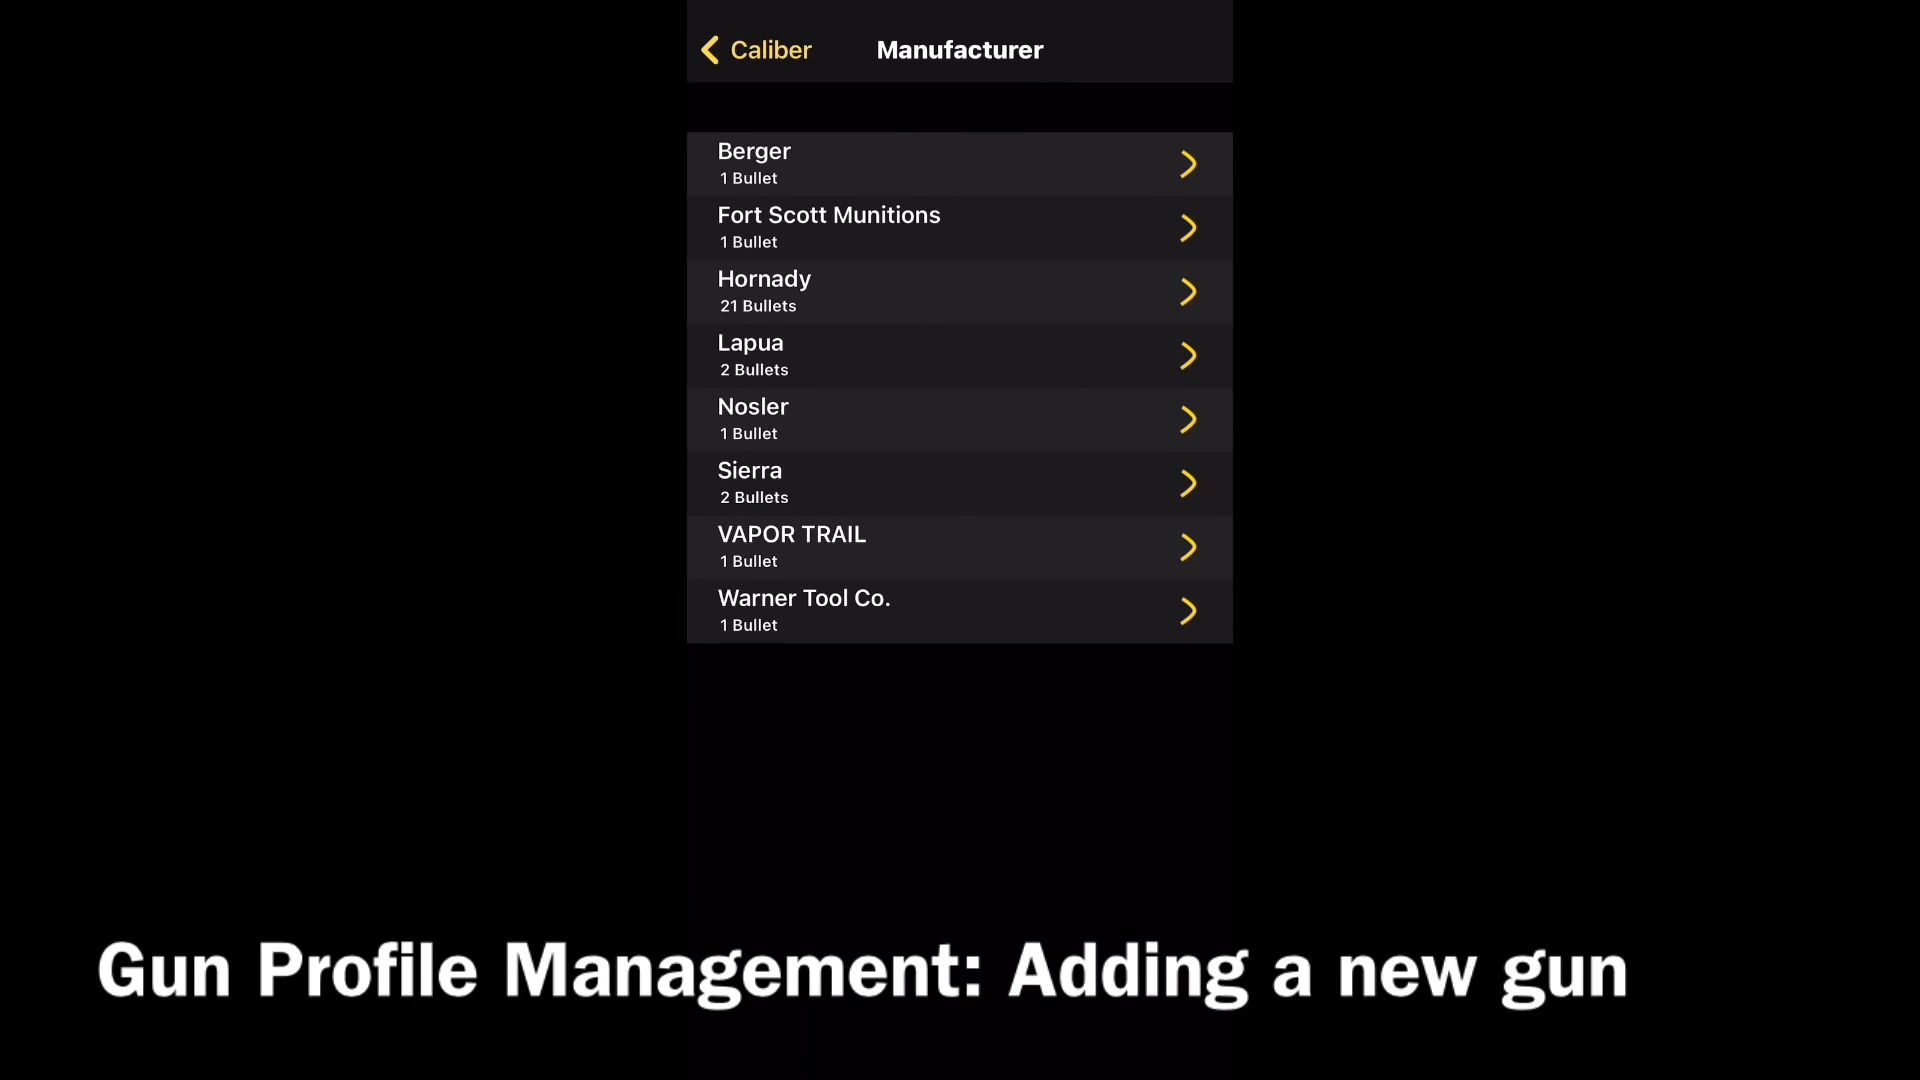 Caliber
Manufacturer
Berger
1 Bullet
Fort Scott Munitions
1 Bullet
Hornady
21 Bullets
Lapua
2 Bullets
Nosler
1 Bullet
Sierra
2 Bullets
VAPOR TRAIL
1 Bullet
Warner Tool Co.
1 Bullet
Gun Profile Management: Adding a new gun